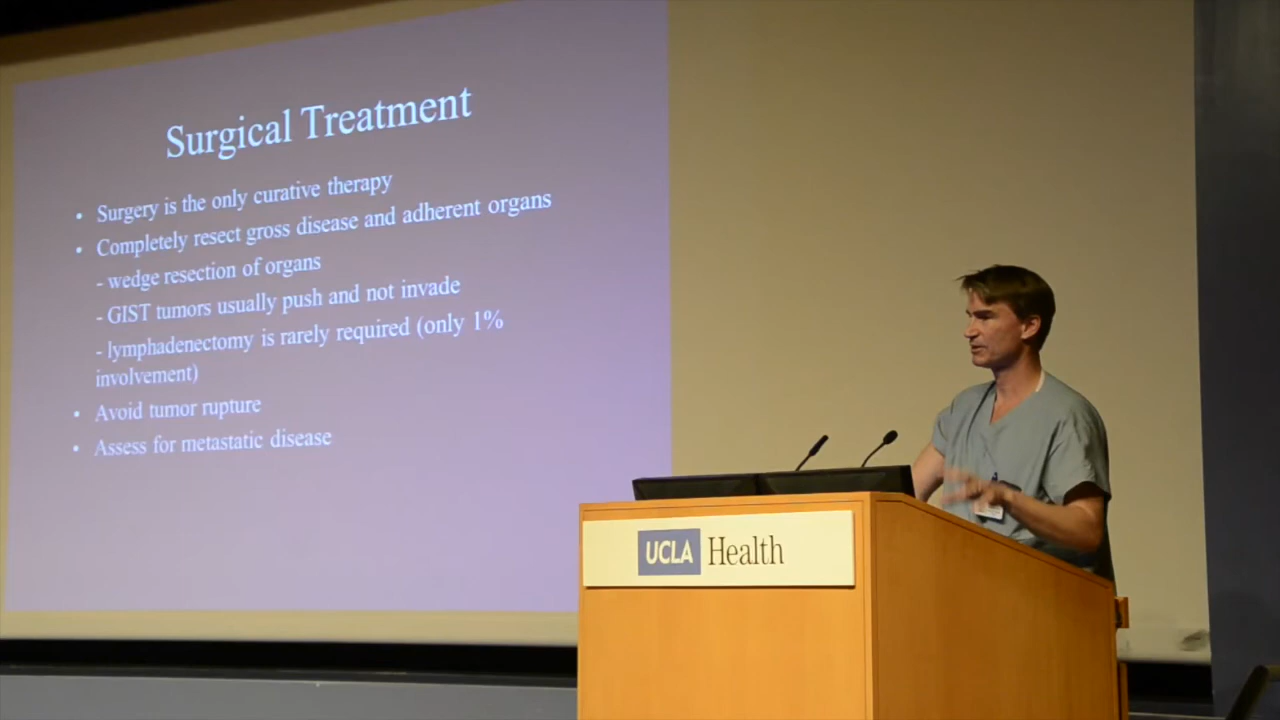 Surgical Treatment
• Surgery is the only curative therapy
• Completely resect gross disease and adherent organs
- wedge resection of organs
- GIST tumors usually push and not invade
- lymphadenectomy is rarely required (only 1%
involvement)
• Avoid tumor rupture
• Assess for metastatic disease
UCLA Health